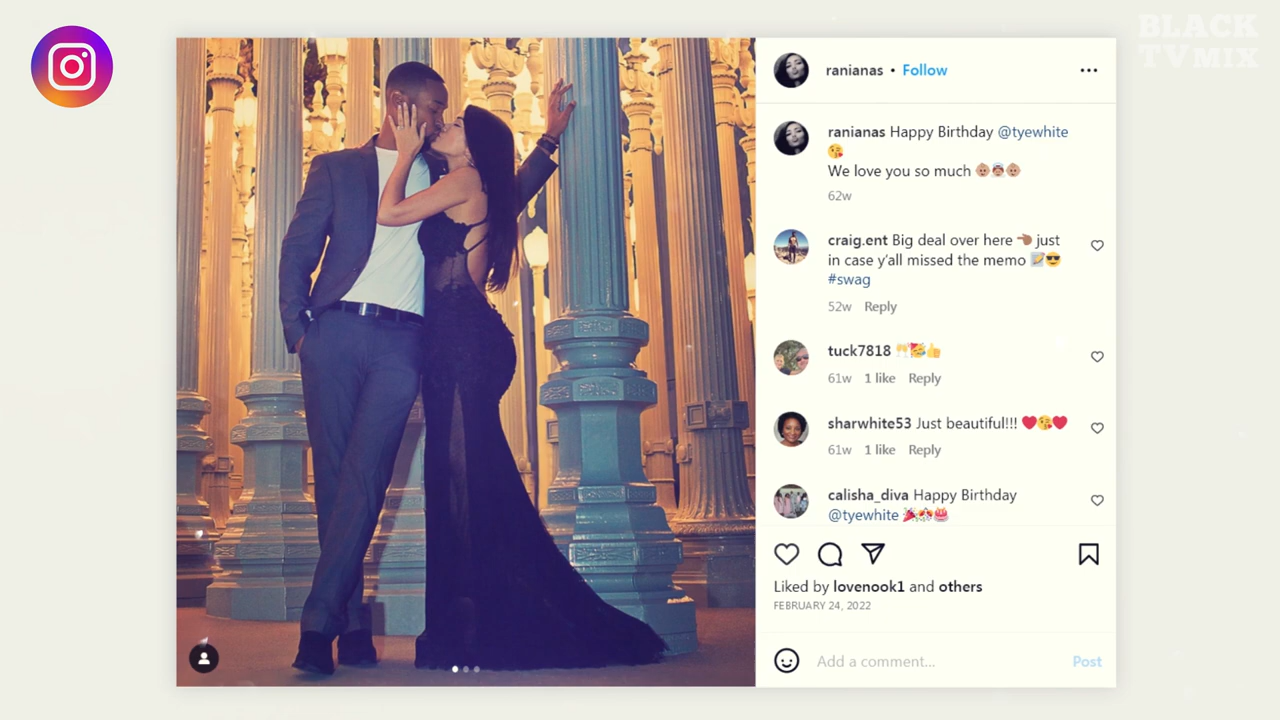 BLACK
TV MIX
ranianas • Follow
ranianas Happy Birthday @tyewhite
😘
We love you so much 👶🏽👼🏽👶🏽
62w
craig.ent Big deal over here 👈🏾 just
in case y'all missed the memo 📝😎
#swag
52w Reply
tuck7818 🥂🎉👍
61w 1 like Reply
sharwhite53 Just beautiful!!! ❤️😘❤️
61w 1 like Reply
calisha_diva Happy Birthday
@tyewhite 🎉🎊🎂
Liked by lovenook1 and others
FEBRUARY 24, 2022
Add a comment... Post